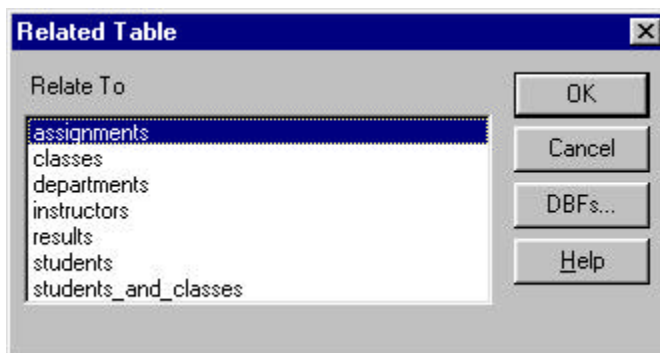 Related Table
Relate To
assignments
classes
departments
instructors
results
students
students_and_classes
OK
Cancel
DBFs...
Help